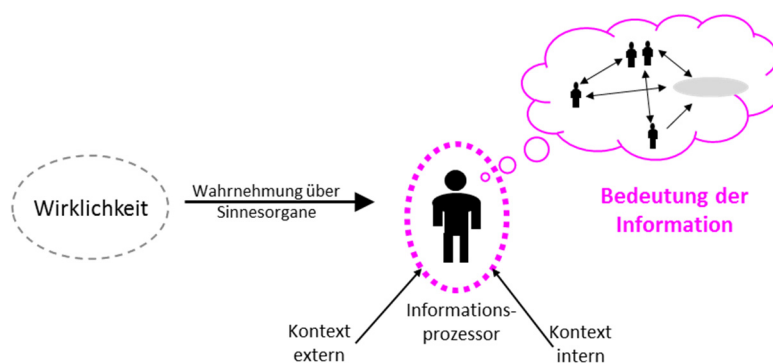 Wirklichkeit
Wahrnehmung über
Sinnesorgane
Bedeutung der
Information
Informations-
prozessor
Kontext
extern
Kontext
intern